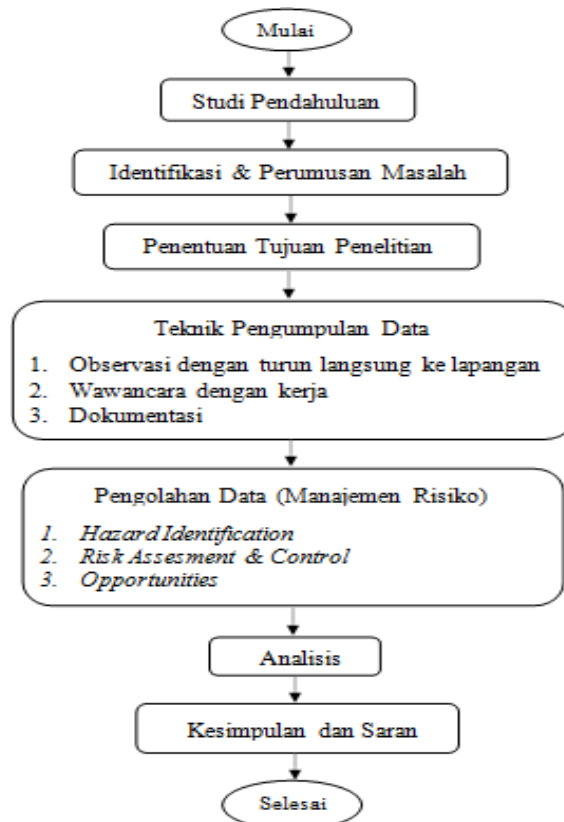 Mulai
Studi Pendahuluan
Identifikasi & Perumusan Masalah
Penentuan Tujuan Penelitian
Teknik Pengumpulan Data
1. Observasi dengan turun langsung ke lapangan
2. Wawancara dengan kerja
3. Dokumentasi
Pengolahan Data (Manajemen Risiko)
1. Hazard Identification
2. Risk Assesment & Control
3. Opportunities
Analisis
Kesimpulan dan Saran
Selesai